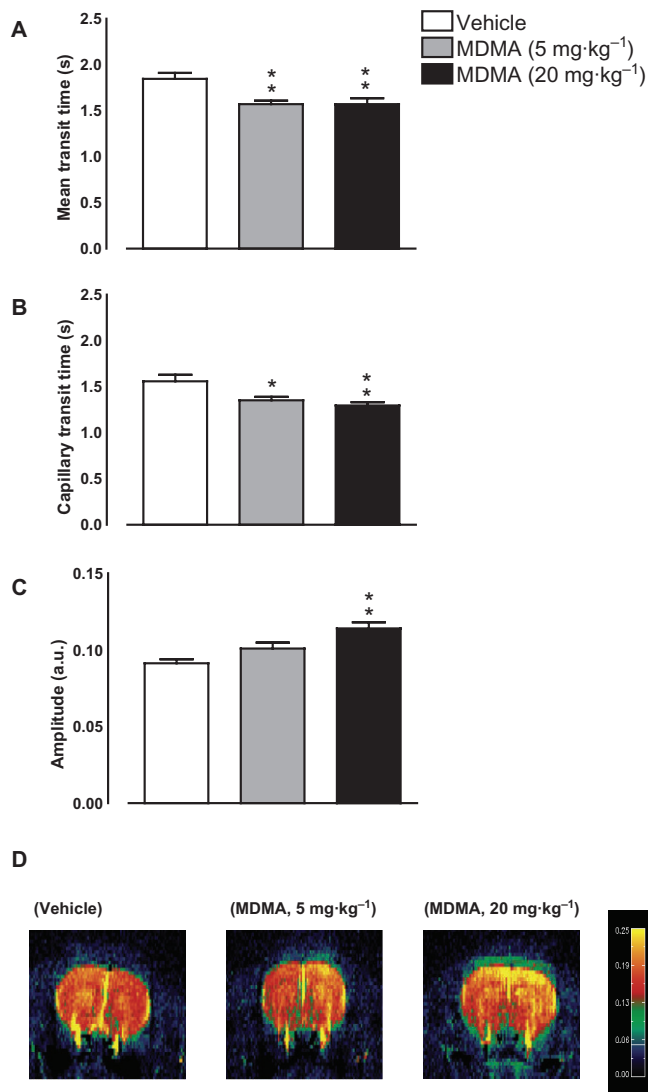 A
Mean transit time (s)
2.5
2.0
1.5
1.0
0.5
0.0
* *
* *
Vehicle
MDMA (5 mg·kg⁻¹)
MDMA (20 mg·kg⁻¹)
B
Capillary transit time (s)
2.5
2.0
1.5
1.0
0.5
0.0
*
* *
C
Amplitude (a.u.)
0.15
0.10
0.05
0.00
* *
D
(Vehicle)
(MDMA, 5 mg·kg⁻¹)
(MDMA, 20 mg·kg⁻¹)
0.25
0.19
0.13
0.06
0.00